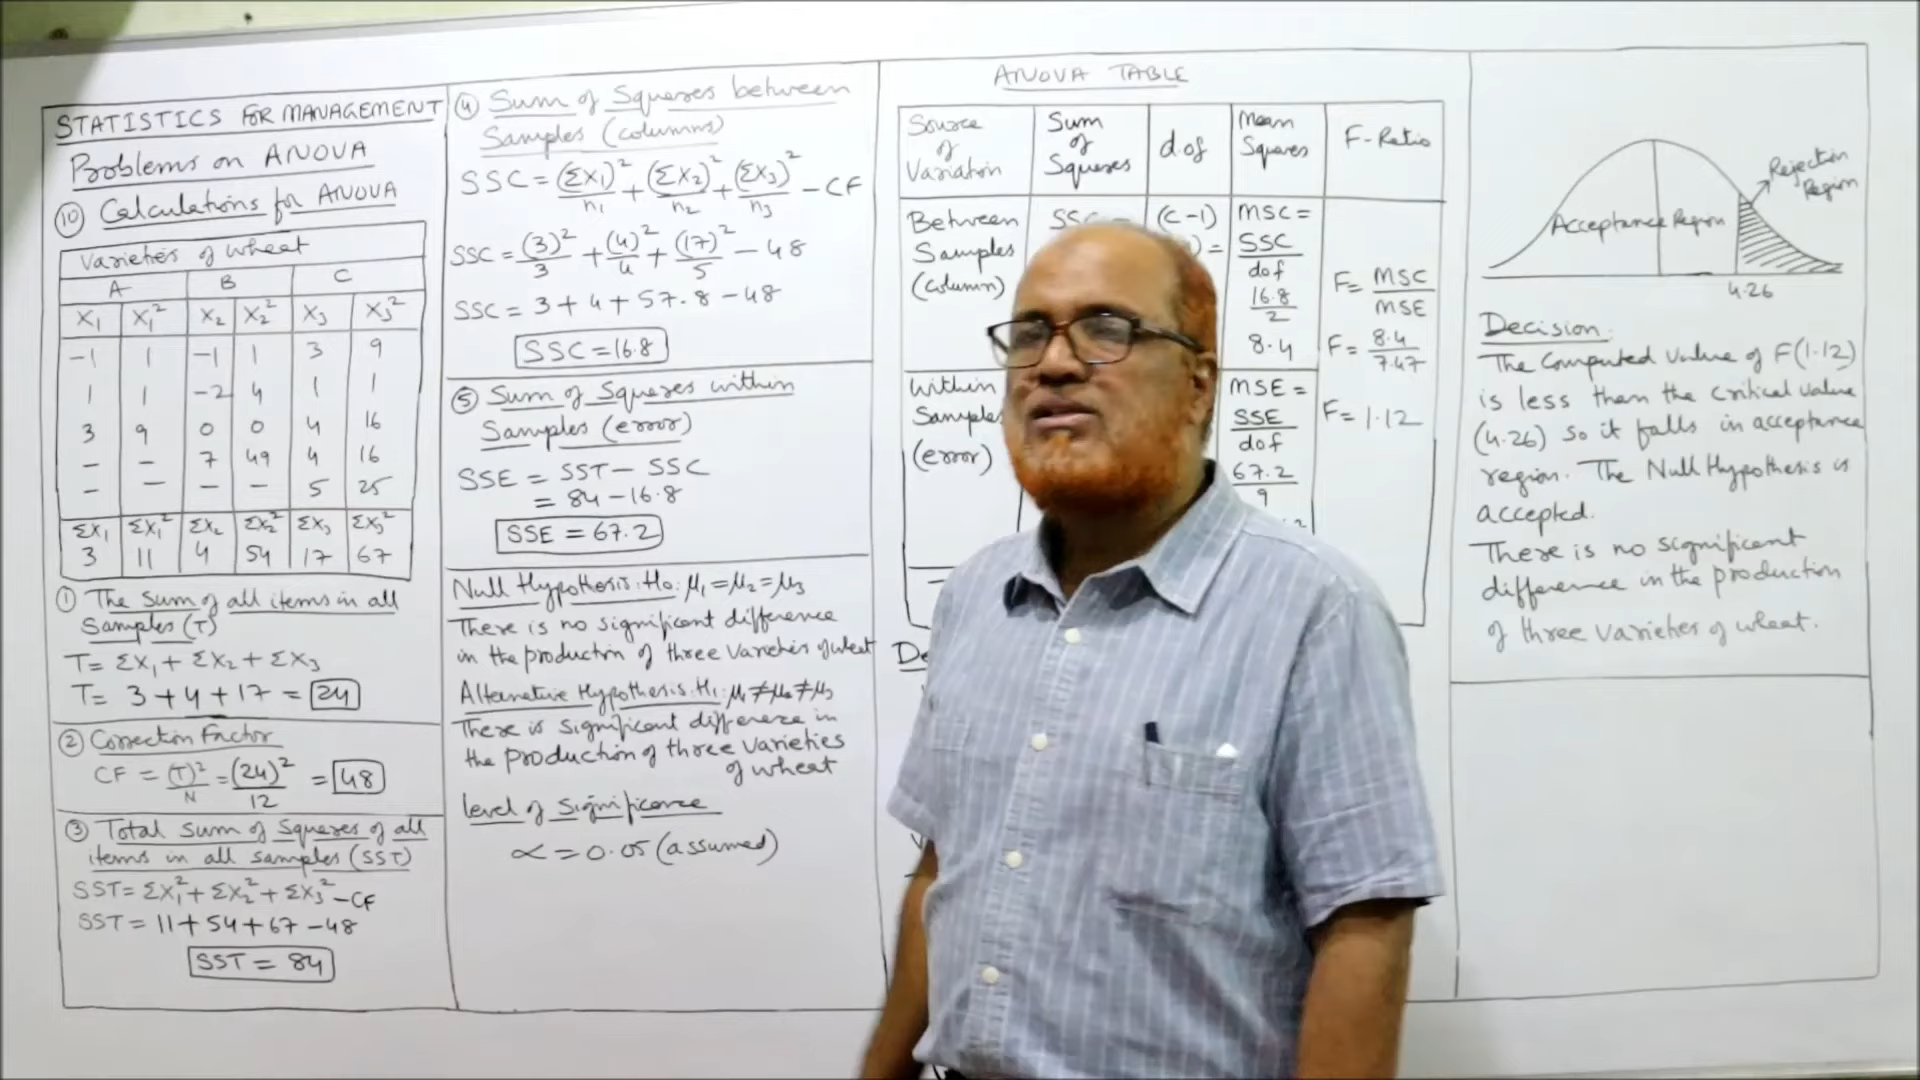 STATISTICS FOR MANAGEMENT
Problems on ANOVA
(10) Calculations for ANOVA
Varieties of wheat
A B C
X₁ X₁² X₂ X₂² X₃ X₃²
-1 1 -1 1 3 9
1 1 -2 4 1 1
3 9 0 0 4 16
- - 7 49 4 16
- - - - 5 25
ΣX₁ ΣX₁² ΣX₂ ΣX₂² ΣX₃ ΣX₃²
3 11 4 54 17 67
① The sum of all items in all
Samples (T)
T = ΣX₁ + ΣX₂ + ΣX₃
T = 3 + 4 + 17 = 24
② Correction Factor
CF = (T)²/N = (24)²/12 = 48
③ Total sum of Squares of all
items in all samples (SST)
SST = ΣX₁² + ΣX₂² + ΣX₃² - CF
SST = 11 + 54 + 67 - 48
SST = 84
④ Sum of Squares between
Samples (columns)
SSC = (ΣX₁)²/n₁ + (ΣX₂)²/n₂ + (ΣX₃)²/n₃ - CF
SSC = (3)²/3 + (4)²/4 + (17)²/5 - 48
SSC = 3 + 4 + 57.8 - 48
SSC = 16.8
⑤ Sum of Squares within
Samples (error)
SSE = SST - SSC
= 84 - 16.8
SSE = 67.2
Null Hypothesis: H₀: μ₁ = μ₂ = μ₃
There is no significant difference
in the production of three varieties of wheat
Alternative Hypothesis: H₁: μ₁ ≠ μ₂ ≠ μ₃
There is significant difference in
the production of three varieties
of wheat
level of significance
α = 0.05 (assumed)
ANOVA TABLE
Source
of
Variation
Sum
of
Squares
d.of
Mean
Squares
F-Ratio
Between
Samples
(column)
SSC =
(c-1)
) =
MSC =
SSC
dof
16.8
2
8.4
F = MSC/MSE
F = 8.4/7.47
F = 1.12
Within
Samples
(error)
MSE =
SSE
dof
67.2
9
De
Rejection
Region
Acceptance Region
4.26
Decision:
The computed value of F(1.12)
is less than the critical value
(4.26) so it falls in acceptance
region. The Null Hypothesis is
accepted.
There is no significant
difference in the production
of three varieties of wheat.